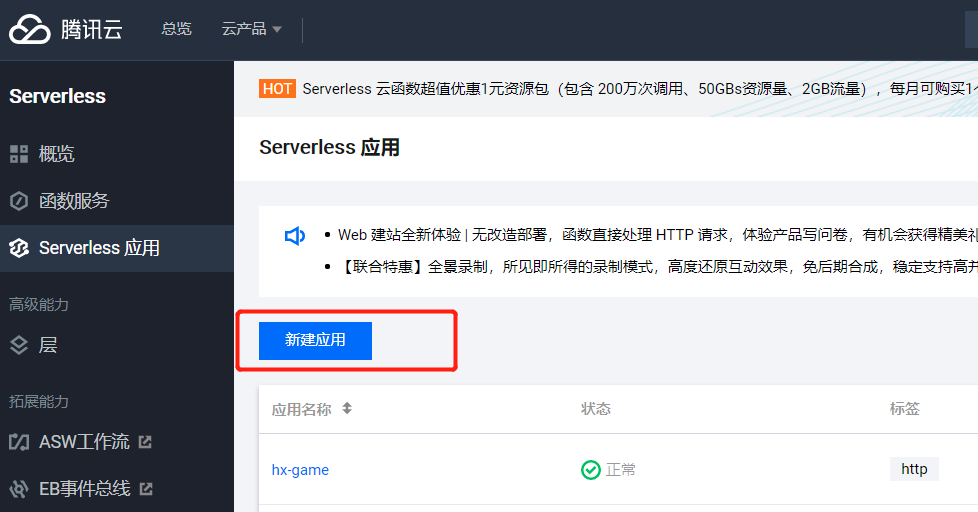 腾讯云 总览 云产品
Serverless
概览
函数服务
Serverless 应用
高级能力
层
拓展能力
ASW工作流
EB事件总线
HOT Serverless 云函数超值优惠1元资源包（包含 200万次调用、50GBs资源量、2GB流量），每月可购买1
Serverless 应用
• Web 建站全新体验 | 无改造部署，函数直接处理 HTTP 请求，体验产品写问卷，有机会获得精美礼
• 【联合特惠】全景录制，所见即所得的录制模式，高度还原互动效果，免后期合成，稳定支持高并
新建应用
应用名称 状态 标签
hx-game 正常 http